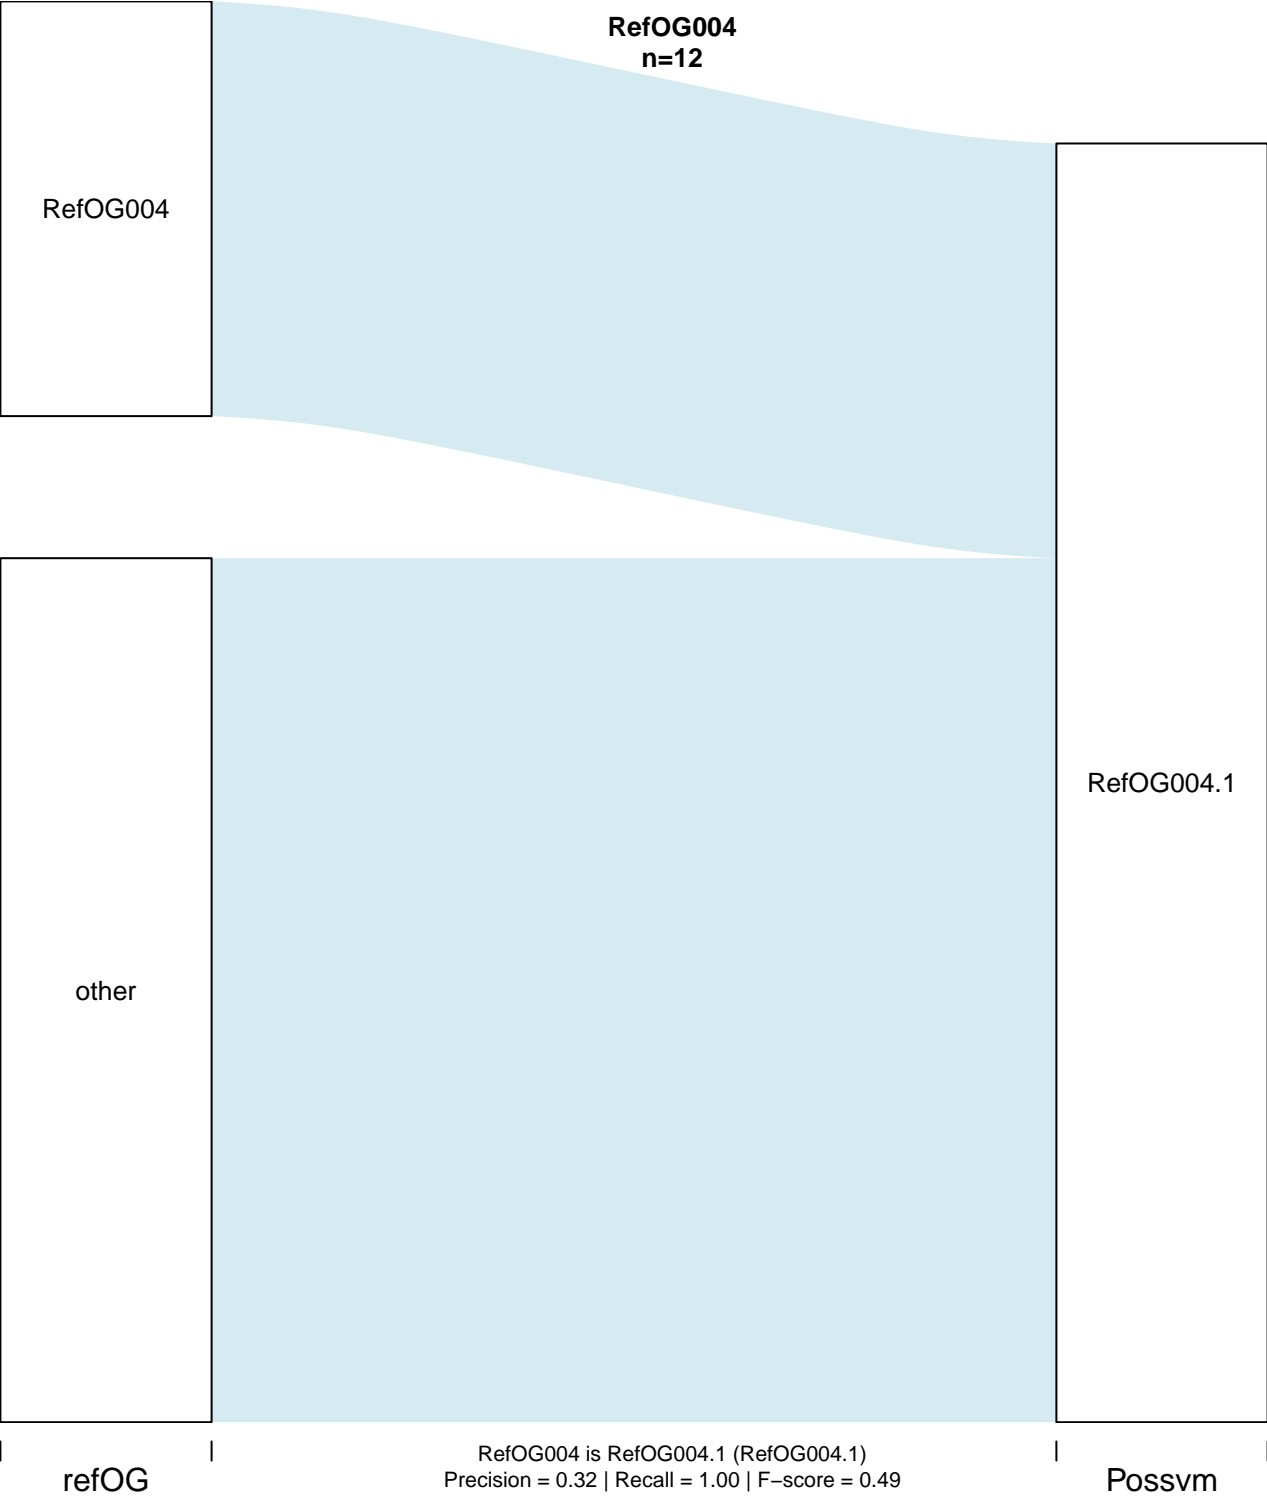 RefOG004
n=12
RefOG004
RefOG004.1
other
RefOG004 is RefOG004.1 (RefOG004.1)
Precision = 0.32 | Recall = 1.00 | F−score = 0.49
refOG
Possvm